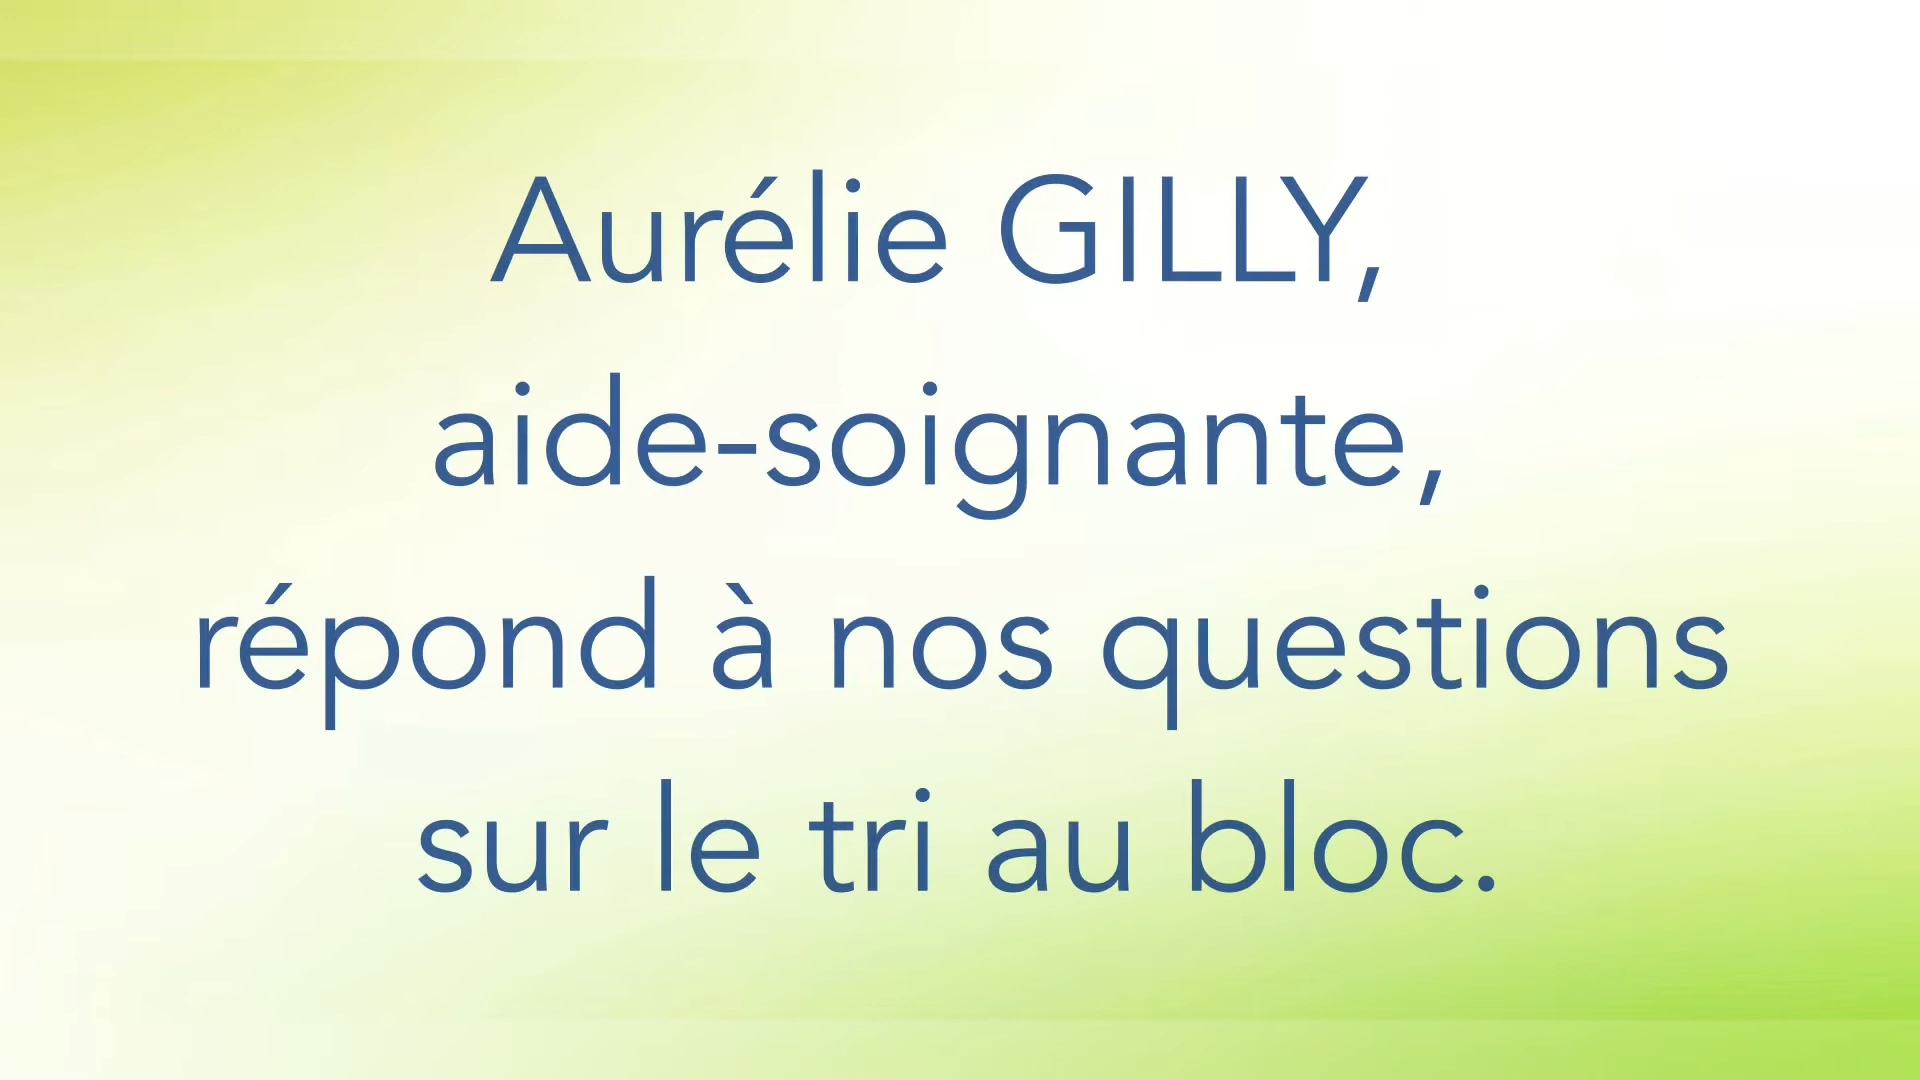 Aurélie GILLY,
aide-soignante,
répond à nos questions
sur le tri au bloc.